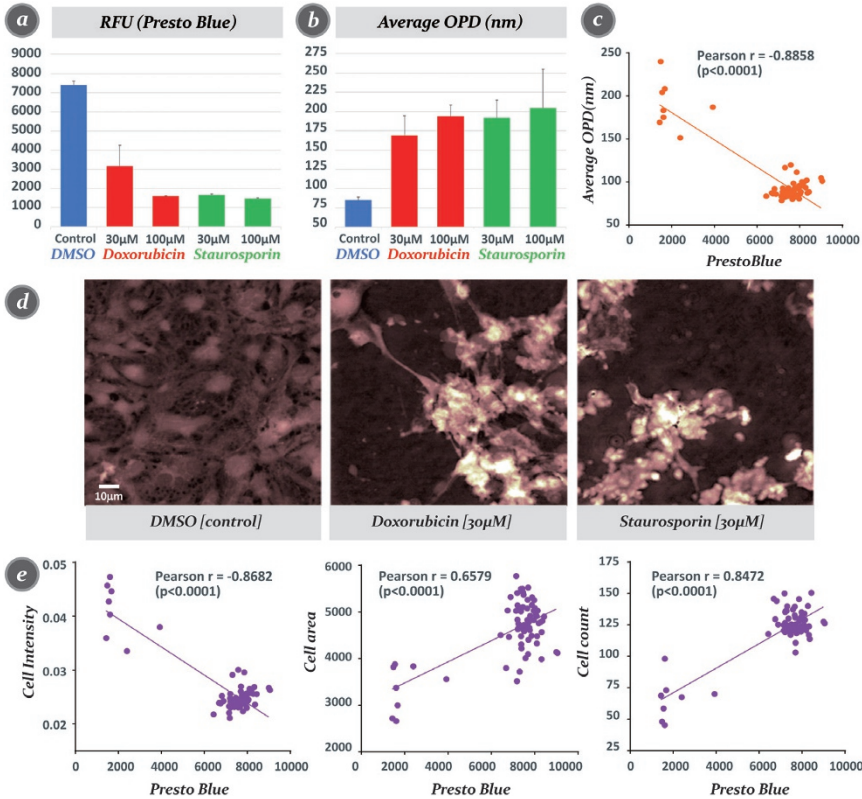 a
RFU (Presto Blue)
9000
8000
7000
6000
5000
4000
3000
2000
1000
0
Control 30µM 100µM 30µM 100µM
DMSO Doxorubicin Staurosporin
b
Average OPD (nm)
275
225
200
175
150
125
100
75
50
Control 30µM 100µM 30µM 100µM
DMSO Doxorubicin Staurosporin
c
Pearson r = -0.8858
(p<0.0001)
Average OPD(nm)
250
200
150
100
50
0 2000 4000 6000 8000 10000
PrestoBlue
d
10µm
DMSO [control]
Doxorubicin [30µM]
Staurosporin [30µM]
e
Pearson r = -0.8682
(p<0.0001)
Cell Intensity
0.05
0.04
0.03
0.02
0 2000 4000 6000 8000 10000
Presto Blue
Pearson r = 0.6579
(p<0.0001)
Cell area
6000
5000
4000
3000
2000
0 2000 4000 6000 8000 10000
Presto Blue
Pearson r = 0.8472
(p<0.0001)
Cell count
175
150
125
100
75
50
25
0 2000 4000 6000 8000 10000
Presto Blue